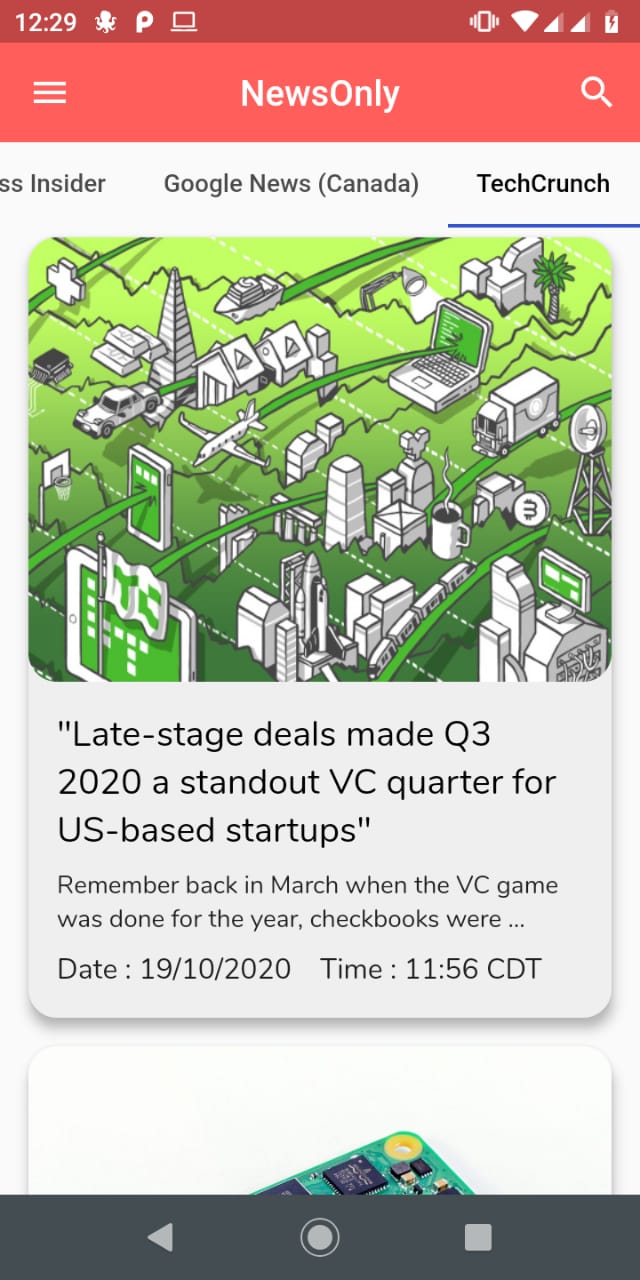 12:29
NewsOnly
ss Insider Google News (Canada) TechCrunch
"Late-stage deals made Q3
2020 a standout VC quarter for
US-based startups"
Remember back in March when the VC game
was done for the year, checkbooks were ...
Date : 19/10/2020 Time : 11:56 CDT